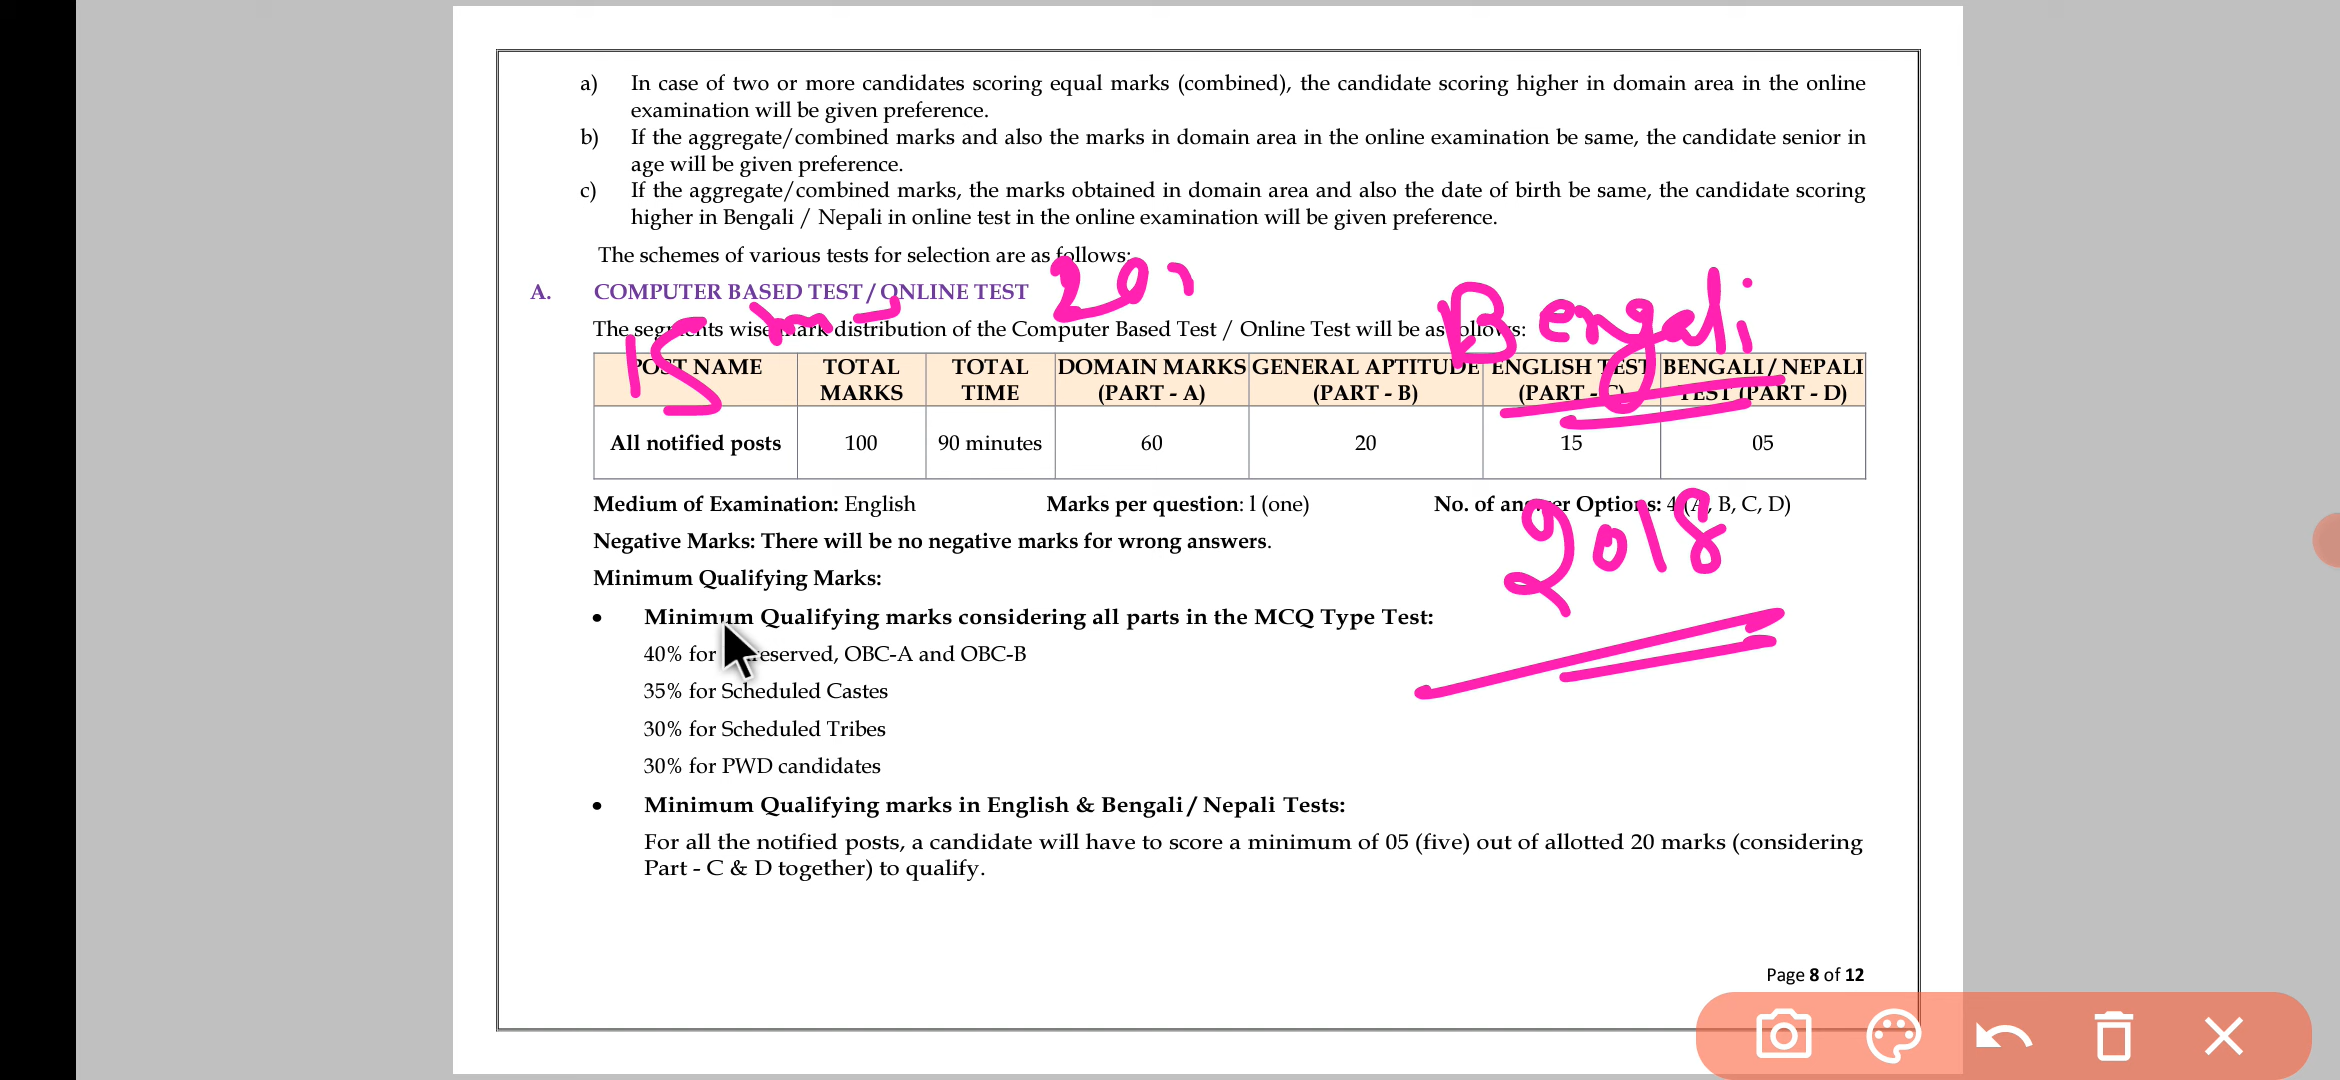 a) In case of two or more candidates scoring equal marks (combined), the candidate scoring higher in domain area in the online
examination will be given preference.
b) If the aggregate/combined marks and also the marks in domain area in the online examination be same, the candidate senior in
age will be given preference.
c) If the aggregate/combined marks, the marks obtained in domain area and also the date of birth be same, the candidate scoring
higher in Bengali / Nepali in online test in the online examination will be given preference.
The schemes of various tests for selection are as follows:
A. COMPUTER BASED TEST / ONLINE TEST
The segments wise mark distribution of the Computer Based Test / Online Test will be as follows:
15
Bengali
POST NAME TOTAL MARKS TOTAL TIME DOMAIN MARKS (PART - A) GENERAL APTITUDE (PART - B) ENGLISH TEST (PART - C) BENGALI / NEPALI TEST (PART - D)
All notified posts 100 90 minutes 60 20 15 05
Medium of Examination: English Marks per question: 1 (one) No. of answer Options: 4 (A, B, C, D)
2018
Negative Marks: There will be no negative marks for wrong answers.
Minimum Qualifying Marks:
• Minimum Qualifying marks considering all parts in the MCQ Type Test:
40% for Unreserved, OBC-A and OBC-B
35% for Scheduled Castes
30% for Scheduled Tribes
30% for PWD candidates
• Minimum Qualifying marks in English & Bengali / Nepali Tests:
For all the notified posts, a candidate will have to score a minimum of 05 (five) out of allotted 20 marks (considering
Part - C & D together) to qualify.
Page 8 of 12